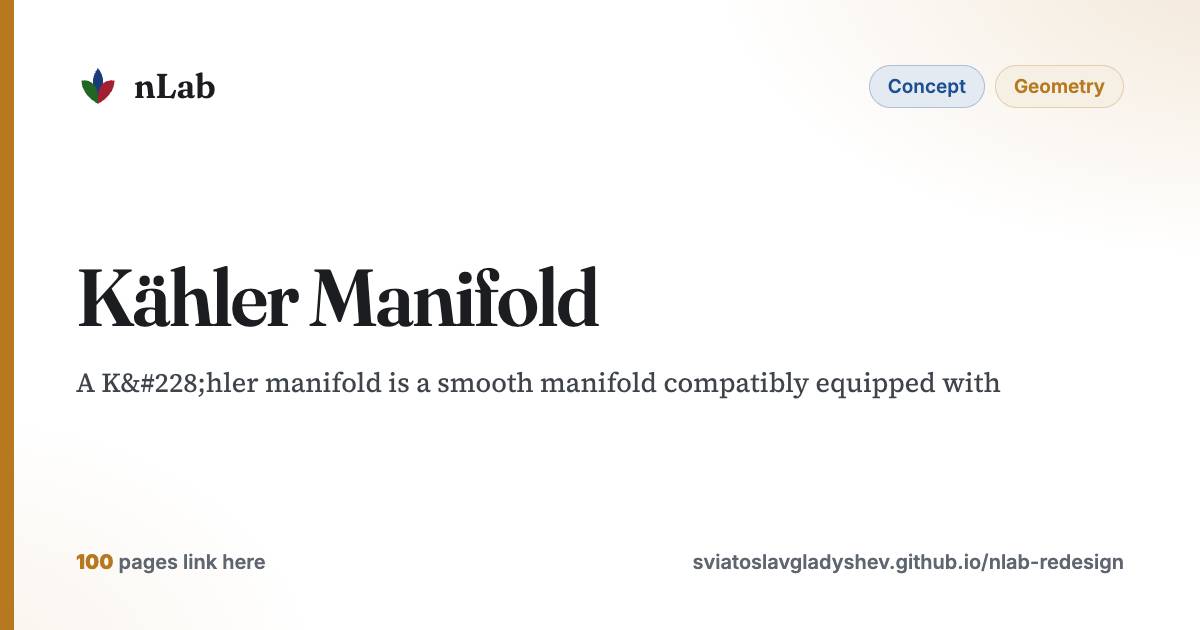 nLab
Concept
Geometry
Kähler Manifold
A K&#228;hler manifold is a smooth manifold compatibly equipped with
100 pages link here
sviatoslavgladyshev.github.io/nlab-redesign